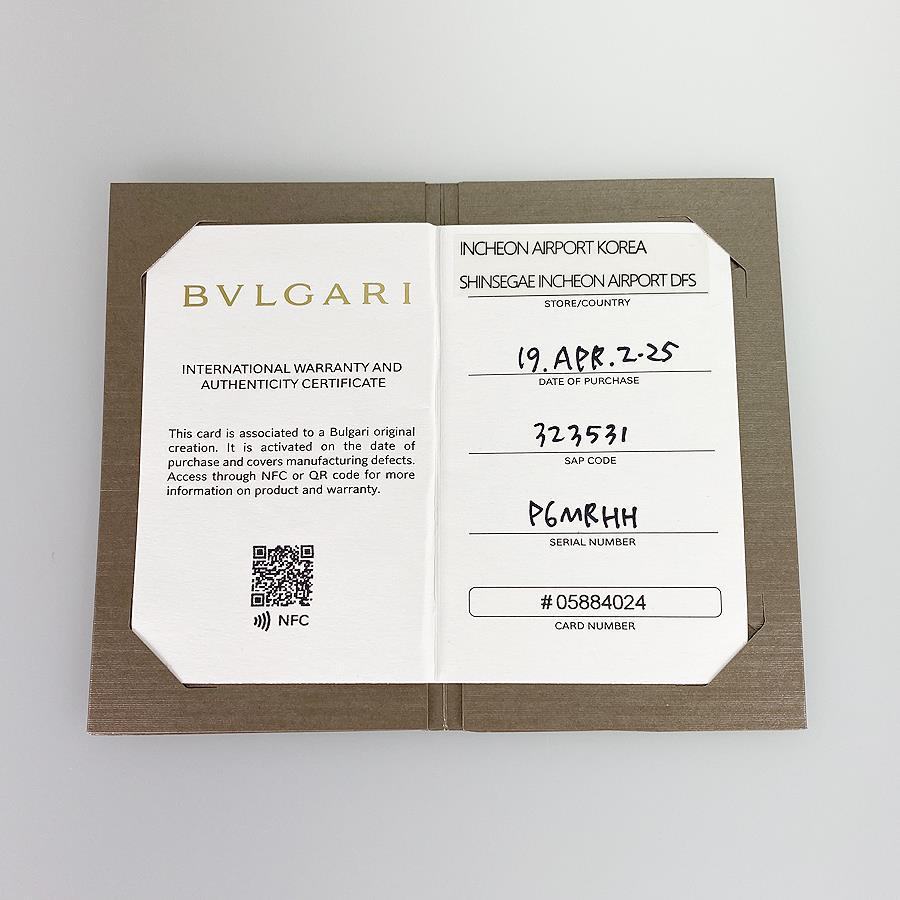 BVLGARI
INTERNATIONAL WARRANTY AND
AUTHENTICITY CERTIFICATE
This card is associated to a Bulgari original
creation. It is activated on the date of
purchase and covers manufacturing defects.
Access through NFC or QR code for more
information on product and warranty.
NFC
INCHEON AIRPORT KOREA
SHINSEGAE INCHEON AIRPORT DFS
STORE/COUNTRY
19.APR.2-25
DATE OF PURCHASE
323531
SAP CODE
P6MRHH
SERIAL NUMBER
#05884024
CARD NUMBER